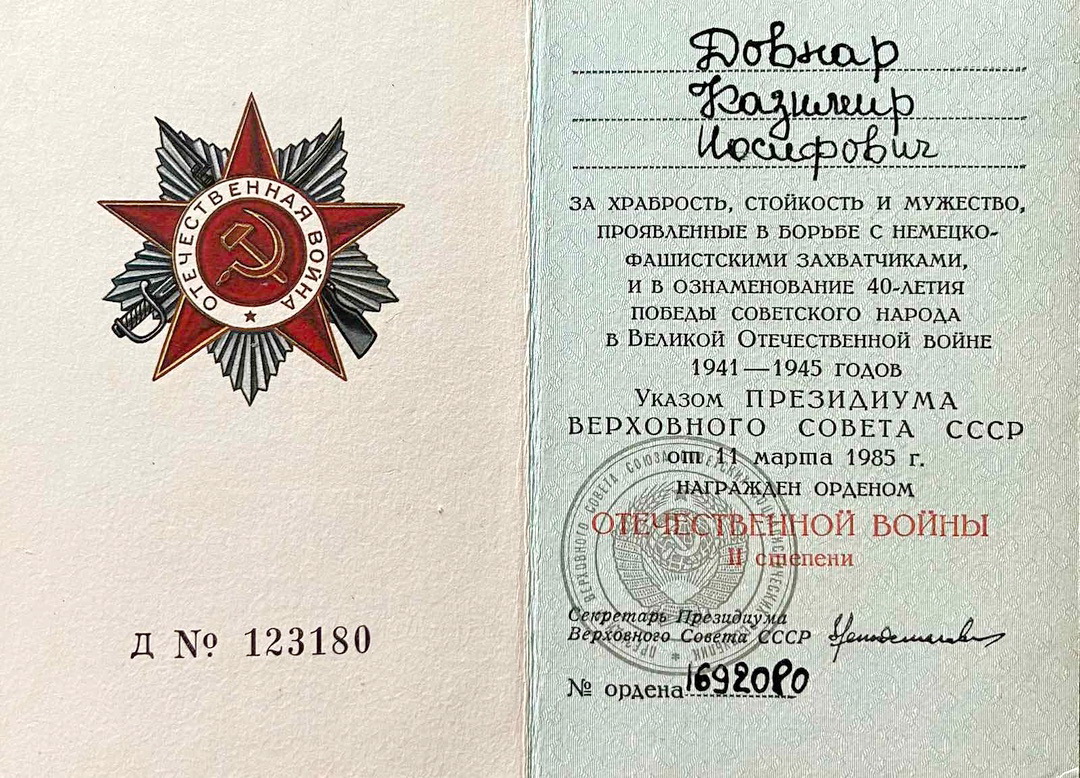 ОТЕЧЕСТВЕННАЯ ВОЙНА
Д № 123180
Довнар
Казимир
Иосифович
ЗА ХРАБРОСТЬ, СТОЙКОСТЬ И МУЖЕСТВО,
ПРОЯВЛЕННЫЕ В БОРЬБЕ С НЕМЕЦКО-
ФАШИСТСКИМИ ЗАХВАТЧИКАМИ,
И В ОЗНАМЕНОВАНИЕ 40-ЛЕТИЯ
ПОБЕДЫ СОВЕТСКОГО НАРОДА
В ВЕЛИКОЙ ОТЕЧЕСТВЕННОЙ ВОЙНЕ
1941—1945 ГОДОВ
УКАЗОМ ПРЕЗИДИУМА
ВЕРХОВНОГО СОВЕТА СССР
от 11 марта 1985 г.
НАГРАЖДЕН ОРДЕНОМ
ОТЕЧЕСТВЕННОЙ ВОЙНЫ
II степени
Секретарь Президиума
Верховного Совета СССР
№ ордена 1692080